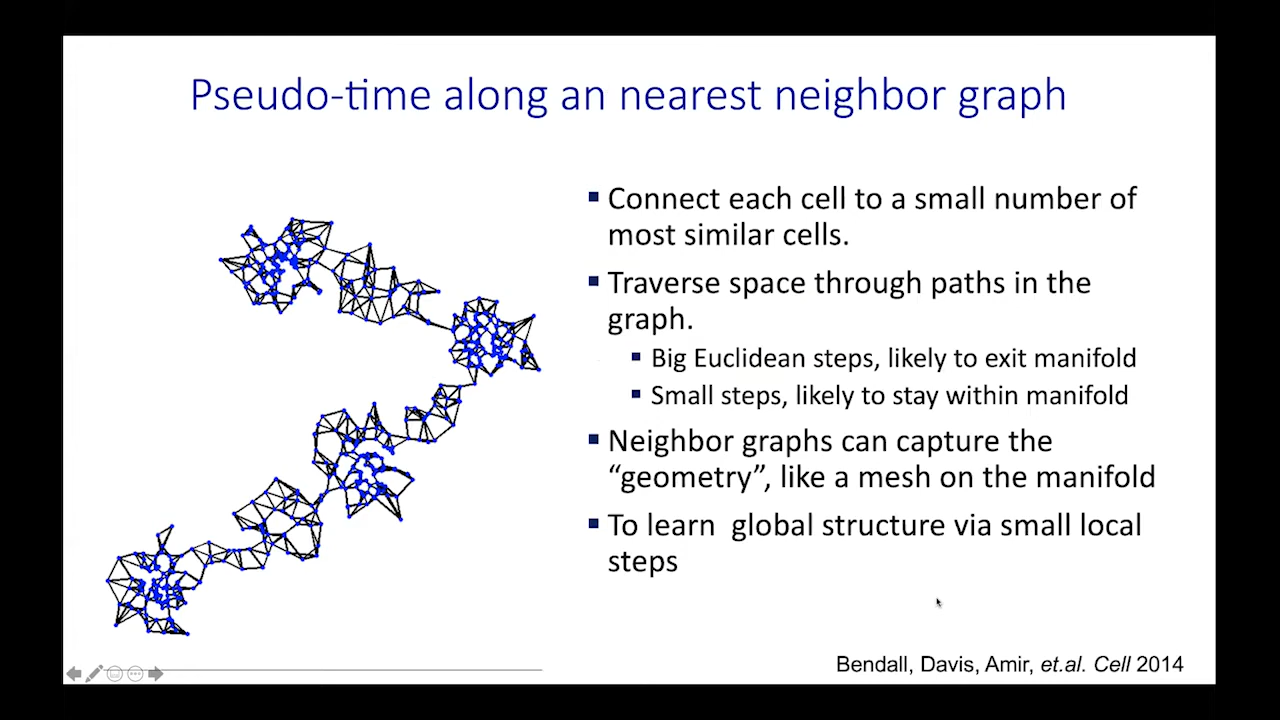 Pseudo-time along an nearest neighbor graph
▪ Connect each cell to a small number of
most similar cells.
▪ Traverse space through paths in the
graph.
▪ Big Euclidean steps, likely to exit manifold
▪ Small steps, likely to stay within manifold
▪ Neighbor graphs can capture the
“geometry”, like a mesh on the manifold
▪ To learn  global structure via small local
steps
Bendall, Davis, Amir, et.al. Cell 2014